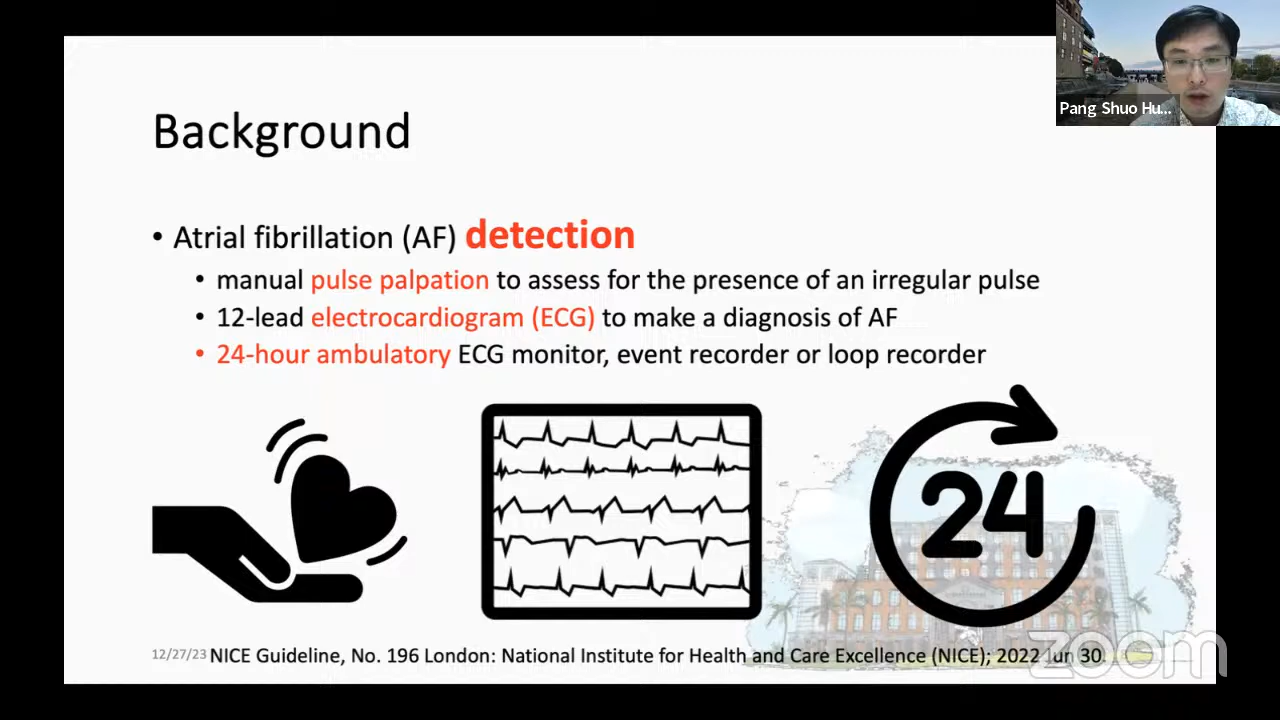 Pang Shuo Hu...
Background
• Atrial fibrillation (AF) detection
• manual pulse palpation to assess for the presence of an irregular pulse
• 12-lead electrocardiogram (ECG) to make a diagnosis of AF
• 24-hour ambulatory ECG monitor, event recorder or loop recorder
24
12/27/23 NICE Guideline, No. 196 London: National Institute for Health and Care Excellence (NICE); 2022 Jun 30
zoom